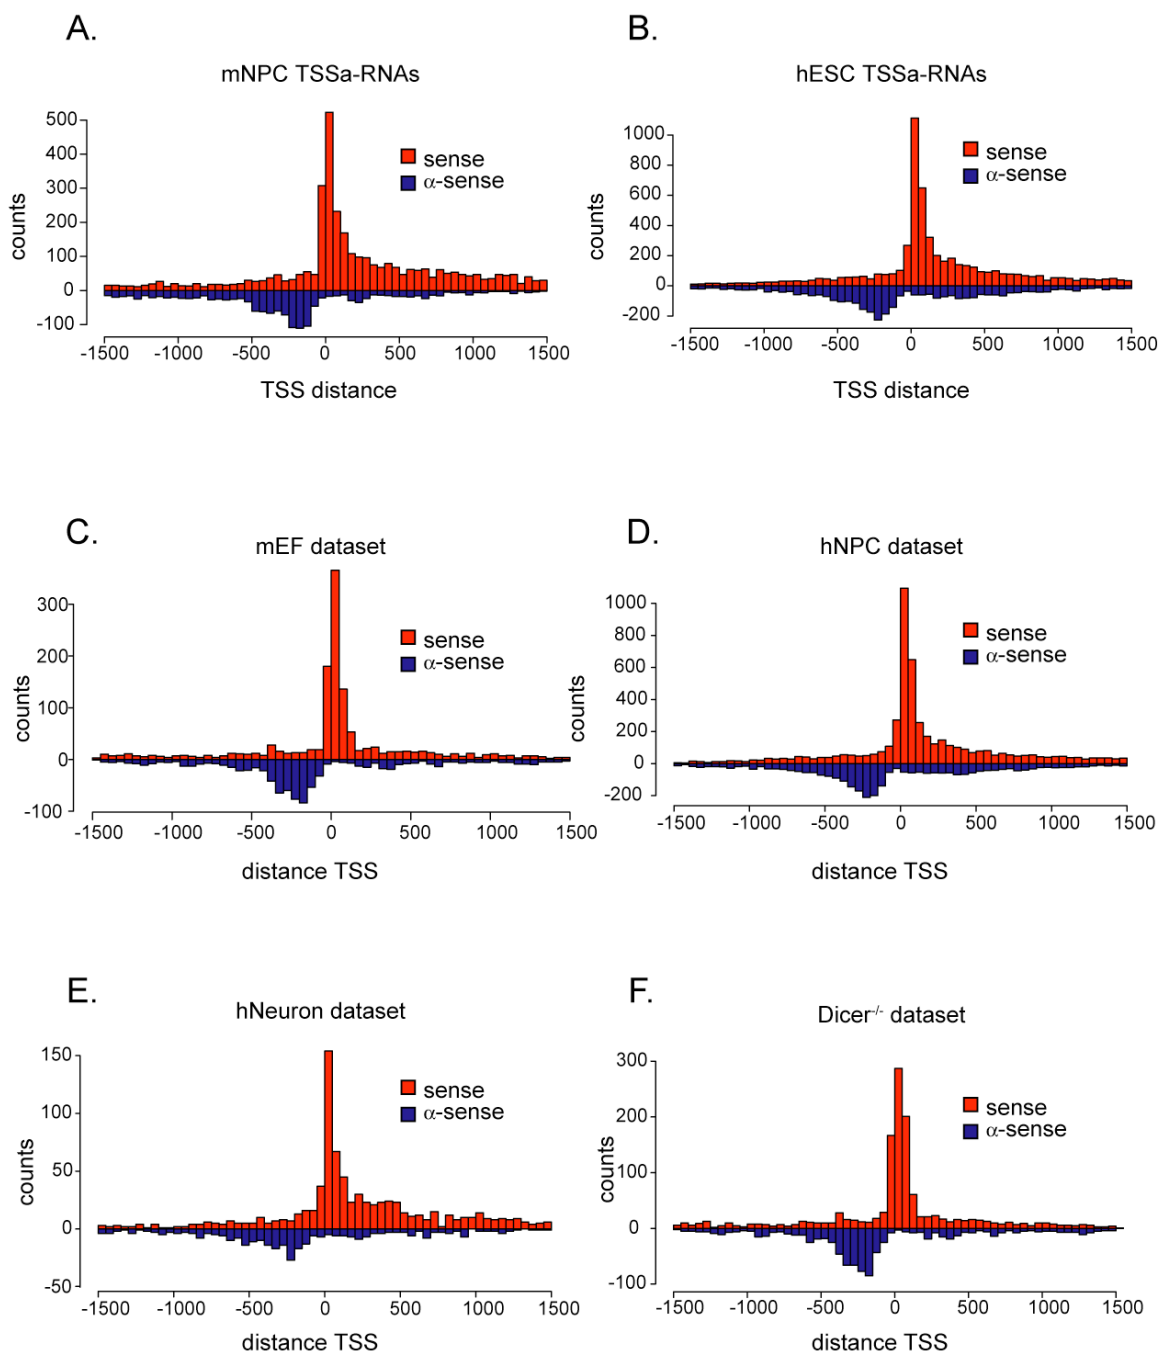 A.
mNPC TSSa-RNAs
500
400
300
200
100
0
-100
counts
sense
α-sense
-1500 -1000 -500 0 500 1000 1500
TSS distance
B.
hESC TSSa-RNAs
1000
800
600
400
200
0
-200
counts
sense
α-sense
-1500 -1000 -500 0 500 1000 1500
TSS distance
C.
mEF dataset
300
200
100
0
-100
counts
sense
α-sense
-1500 -1000 -500 0 500 1000 1500
distance TSS
D.
hNPC dataset
1000
800
600
400
200
0
-200
counts
sense
α-sense
-1500 -1000 -500 0 500 1000 1500
distance TSS
E.
hNeuron dataset
150
100
50
0
-50
counts
sense
α-sense
-1500 -1000 -500 0 500 1000 1500
distance TSS
F.
Dicer-/- dataset
300
200
100
0
-100
counts
sense
α-sense
-1500 -1000 -500 0 500 1000 1500
distance TSS